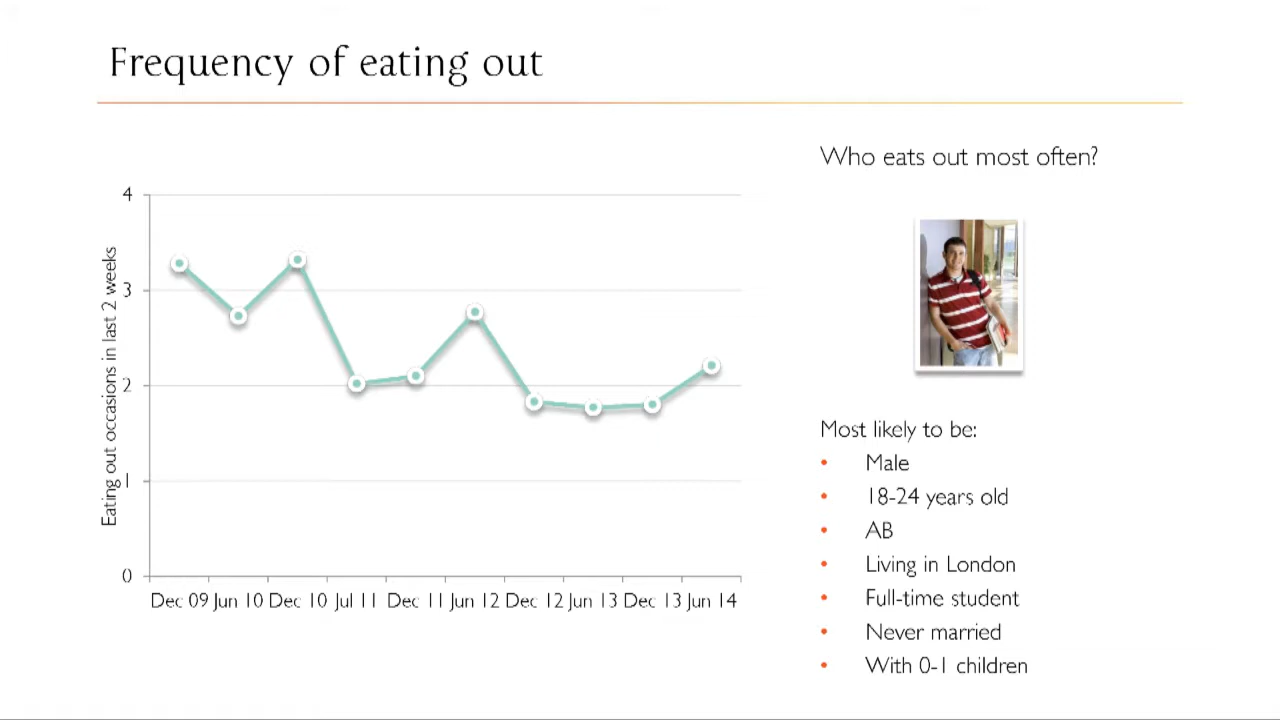 Frequency of eating out
Who eats out most often?
4
3
2
1
0
Eating out occasions in last 2 weeks
Dec 09 Jun 10 Dec 10 Jul 11 Dec 11 Jun 12 Dec 12 Jun 13 Dec 13 Jun 14
Most likely to be:
• Male
• 18-24 years old
• AB
• Living in London
• Full-time student
• Never married
• With 0-1 children